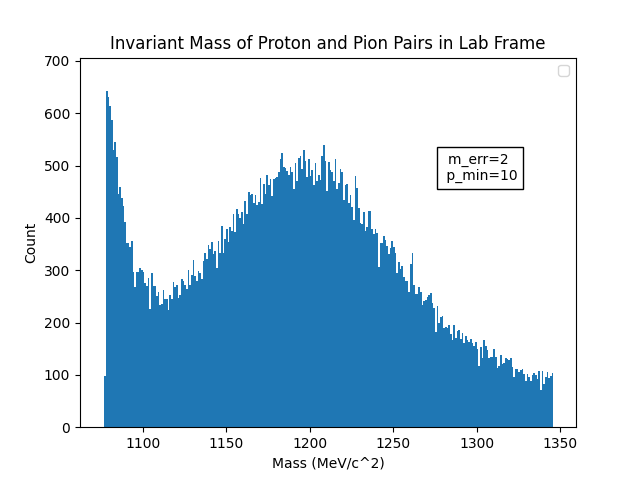 Invariant Mass of Proton and Pion Pairs in Lab Frame
700
600
500
400
300
200
100
0
Count
m_err=2
p_min=10
1100 1150 1200 1250 1300 1350
Mass (MeV/c^2)